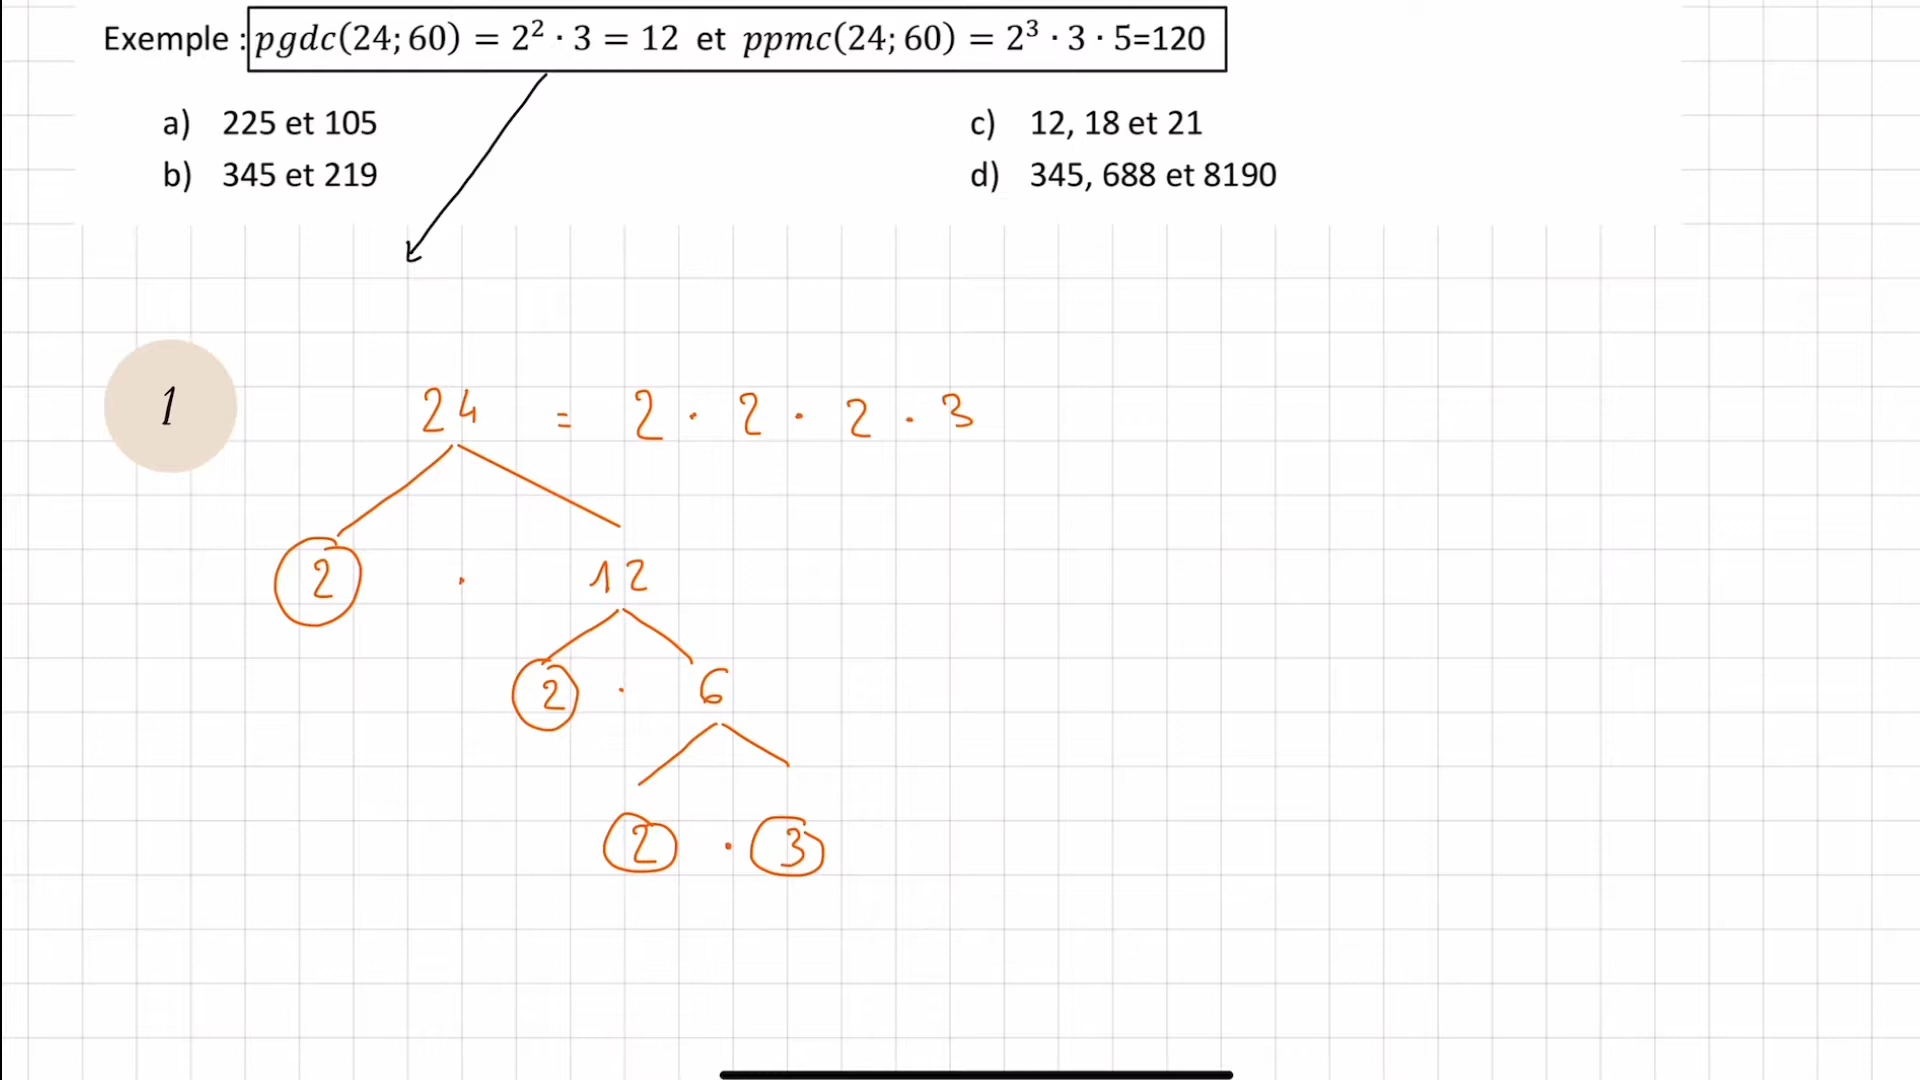 Exemple : pgdc(24; 60) = 2² · 3 = 12 et ppmc(24; 60) = 2³ · 3 · 5=120
a) 225 et 105
b) 345 et 219
c) 12, 18 et 21
d) 345, 688 et 8190
1
24 = 2 · 2 · 2 · 3
2 · 12
2 · 6
2 · 3